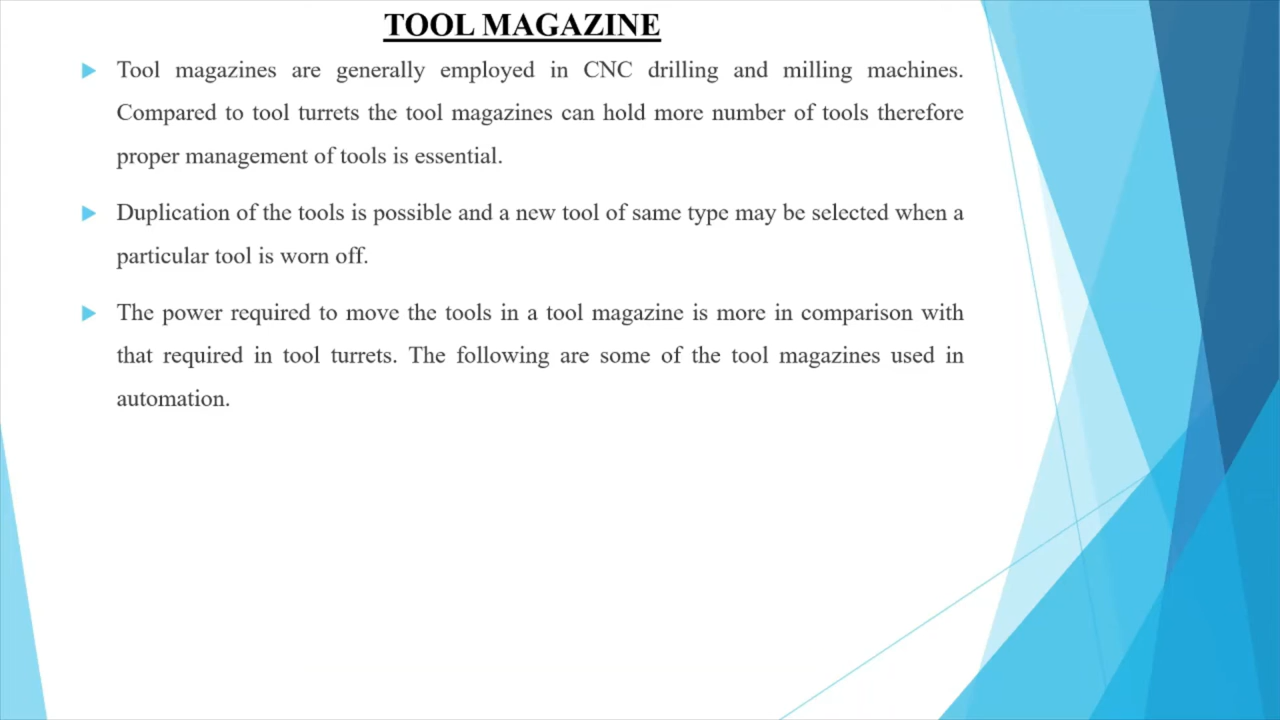 TOOL MAGAZINE
Tool magazines are generally employed in CNC drilling and milling machines.
Compared to tool turrets the tool magazines can hold more number of tools therefore
proper management of tools is essential.
Duplication of the tools is possible and a new tool of same type may be selected when a
particular tool is worn off.
The power required to move the tools in a tool magazine is more in comparison with
that required in tool turrets. The following are some of the tool magazines used in
automation.